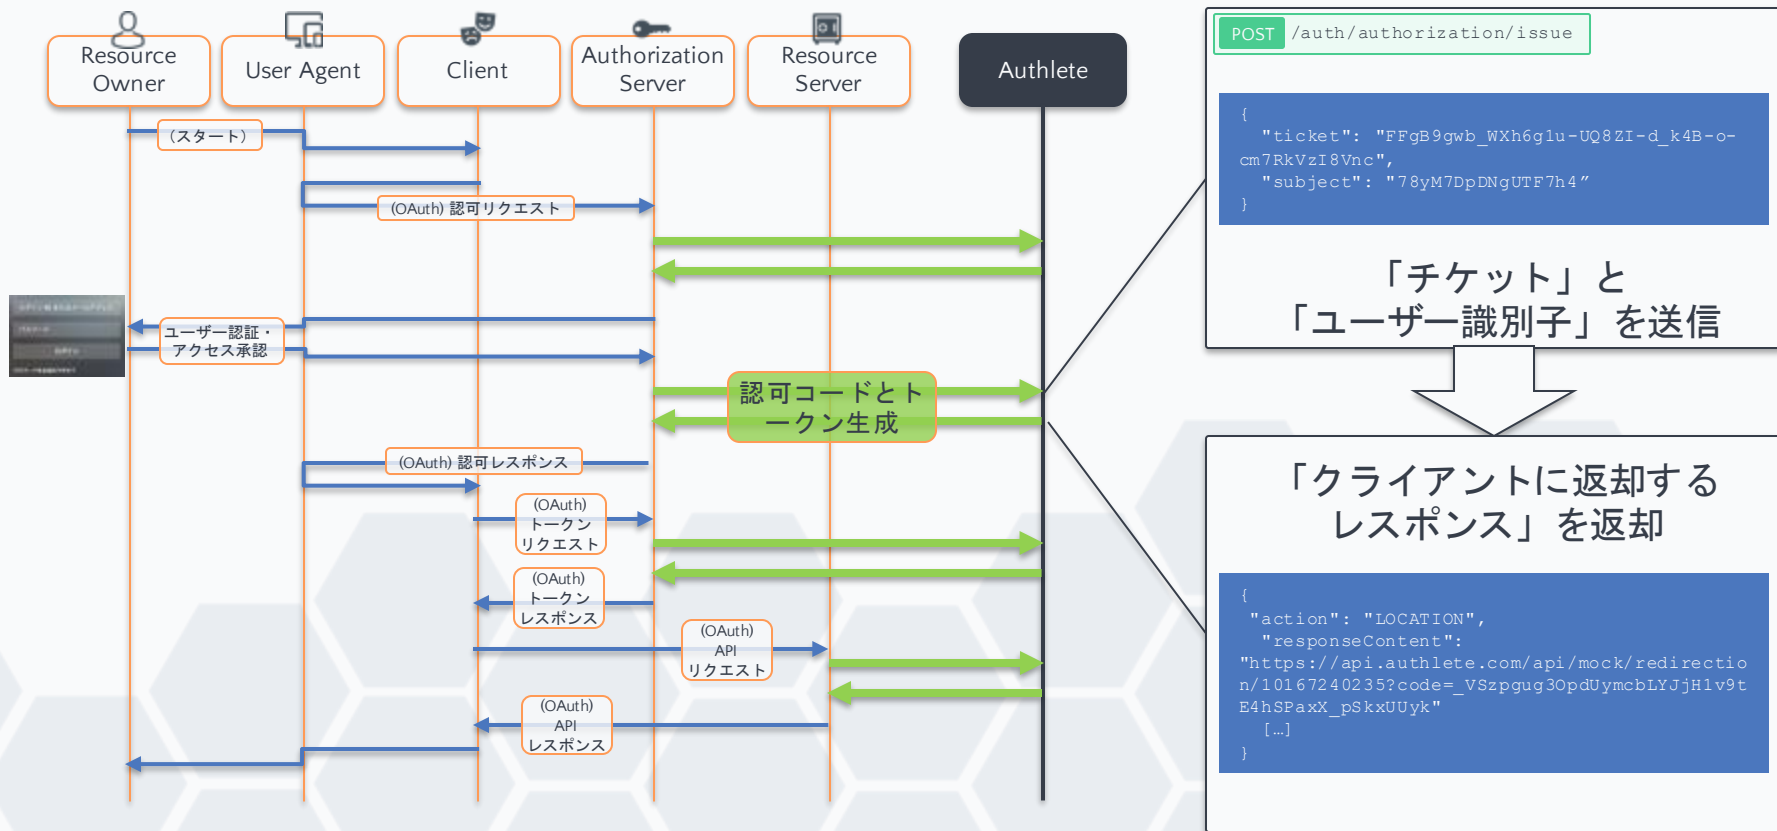 Resource
Owner
User Agent
Client
Authorization
Server
Resource
Server
Authlete
(スタート)
(OAuth) 認可リクエスト
ユーザー認証・
アクセス承認
認可コードとト
ークン生成
(OAuth) 認可レスポンス
(OAuth)
トークン
リクエスト
(OAuth)
トークン
レスポンス
(OAuth)
API
リクエスト
(OAuth)
API
レスポンス
POST /auth/authorization/issue
{
"ticket": "FFgB9gwb_WXh6g1u-UQ8ZI-d_k4B-o-
cm7RkVzI8Vnc",
"subject": "78yM7DpDNgUTF7h4”
}
「チケット」と
「ユーザー識別子」を送信
「クライアントに返却する
レスポンス」を返却
{
"action": "LOCATION",
"responseContent":
"https://api.authlete.com/api/mock/redirectio
n/10167240235?code=_VSzpgug3OpdUymcbLYJjH1v9t
E4hSPaxX_pSkxUUyk"
[…]
}